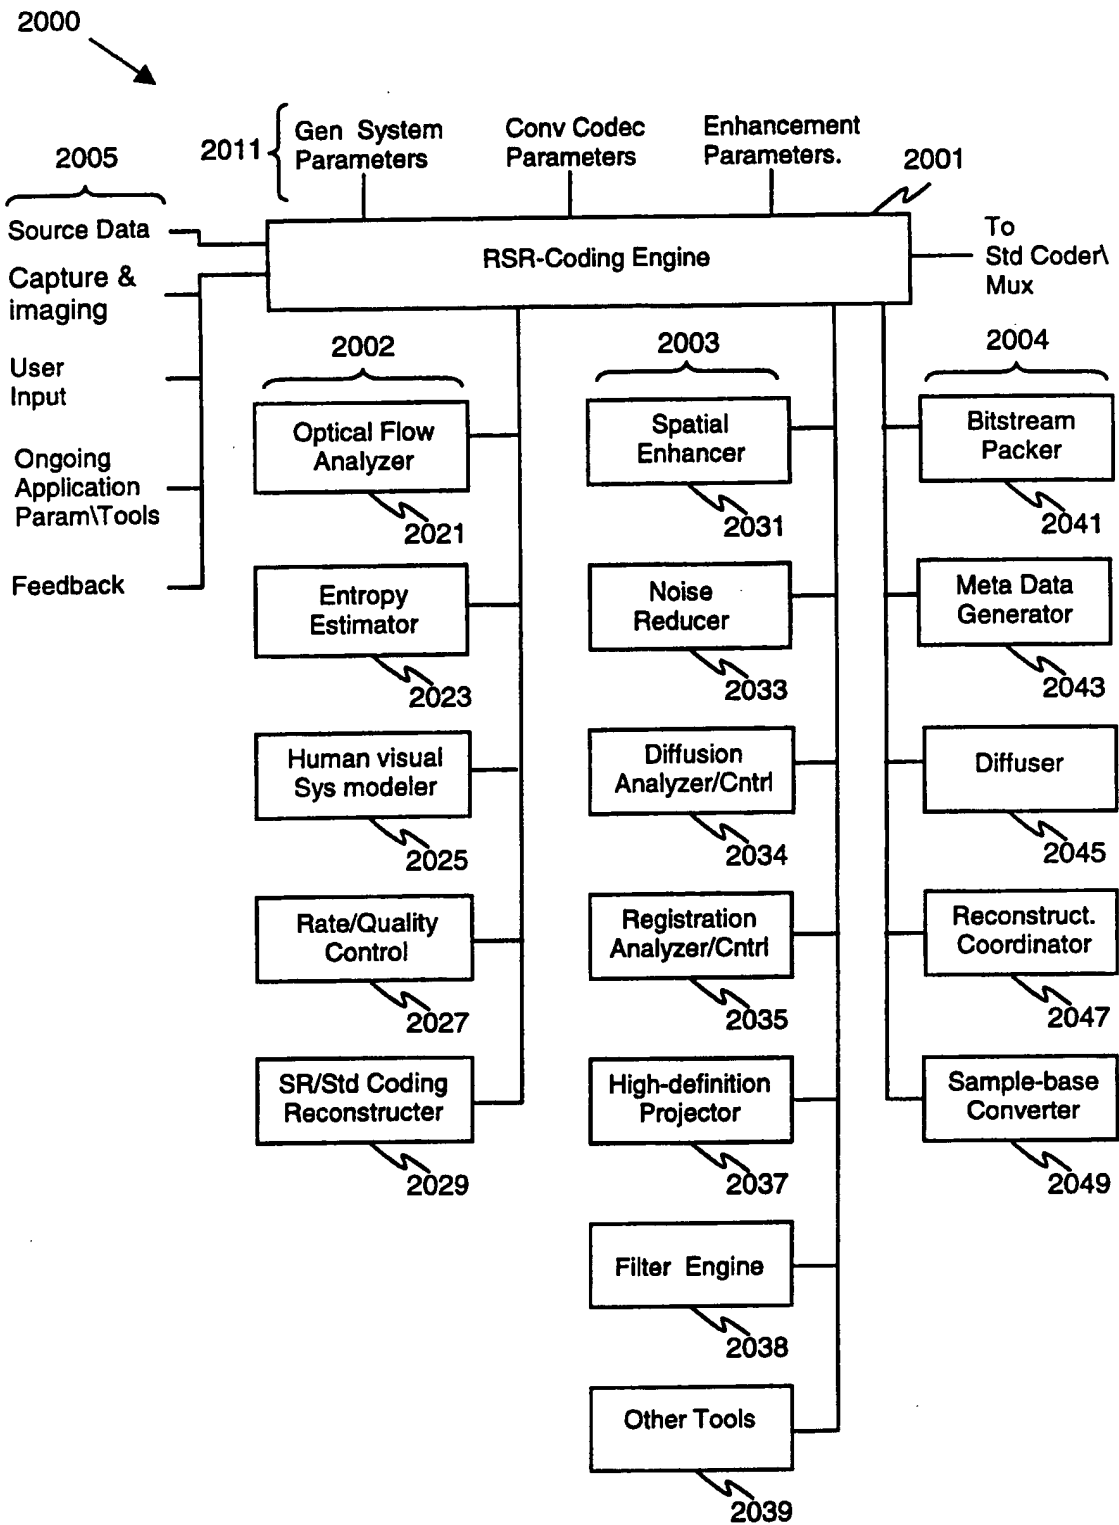 2000
2011
Gen System
Parameters
Conv Codec
Parameters
Enhancement
Parameters.
2005
2001
Source Data
RSR-Coding Engine
To
Std Coder\
Mux
Capture &
imaging
User
Input
Ongoing
Application
Param\Tools
Feedback
2002
Optical Flow
Analyzer
2021
Entropy
Estimator
2023
Human visual
Sys modeler
2025
Rate/Quality
Control
2027
SR/Std Coding
Reconstructer
2029
2003
Spatial
Enhancer
2031
Noise
Reducer
2033
Diffusion
Analyzer/Cntrl
2034
Registration
Analyzer/Cntrl
2035
High-definition
Projector
2037
Filter Engine
2038
Other Tools
2039
2004
Bitstream
Packer
2041
Meta Data
Generator
2043
Diffuser
2045
Reconstruct.
Coordinator
2047
Sample-base
Converter
2049